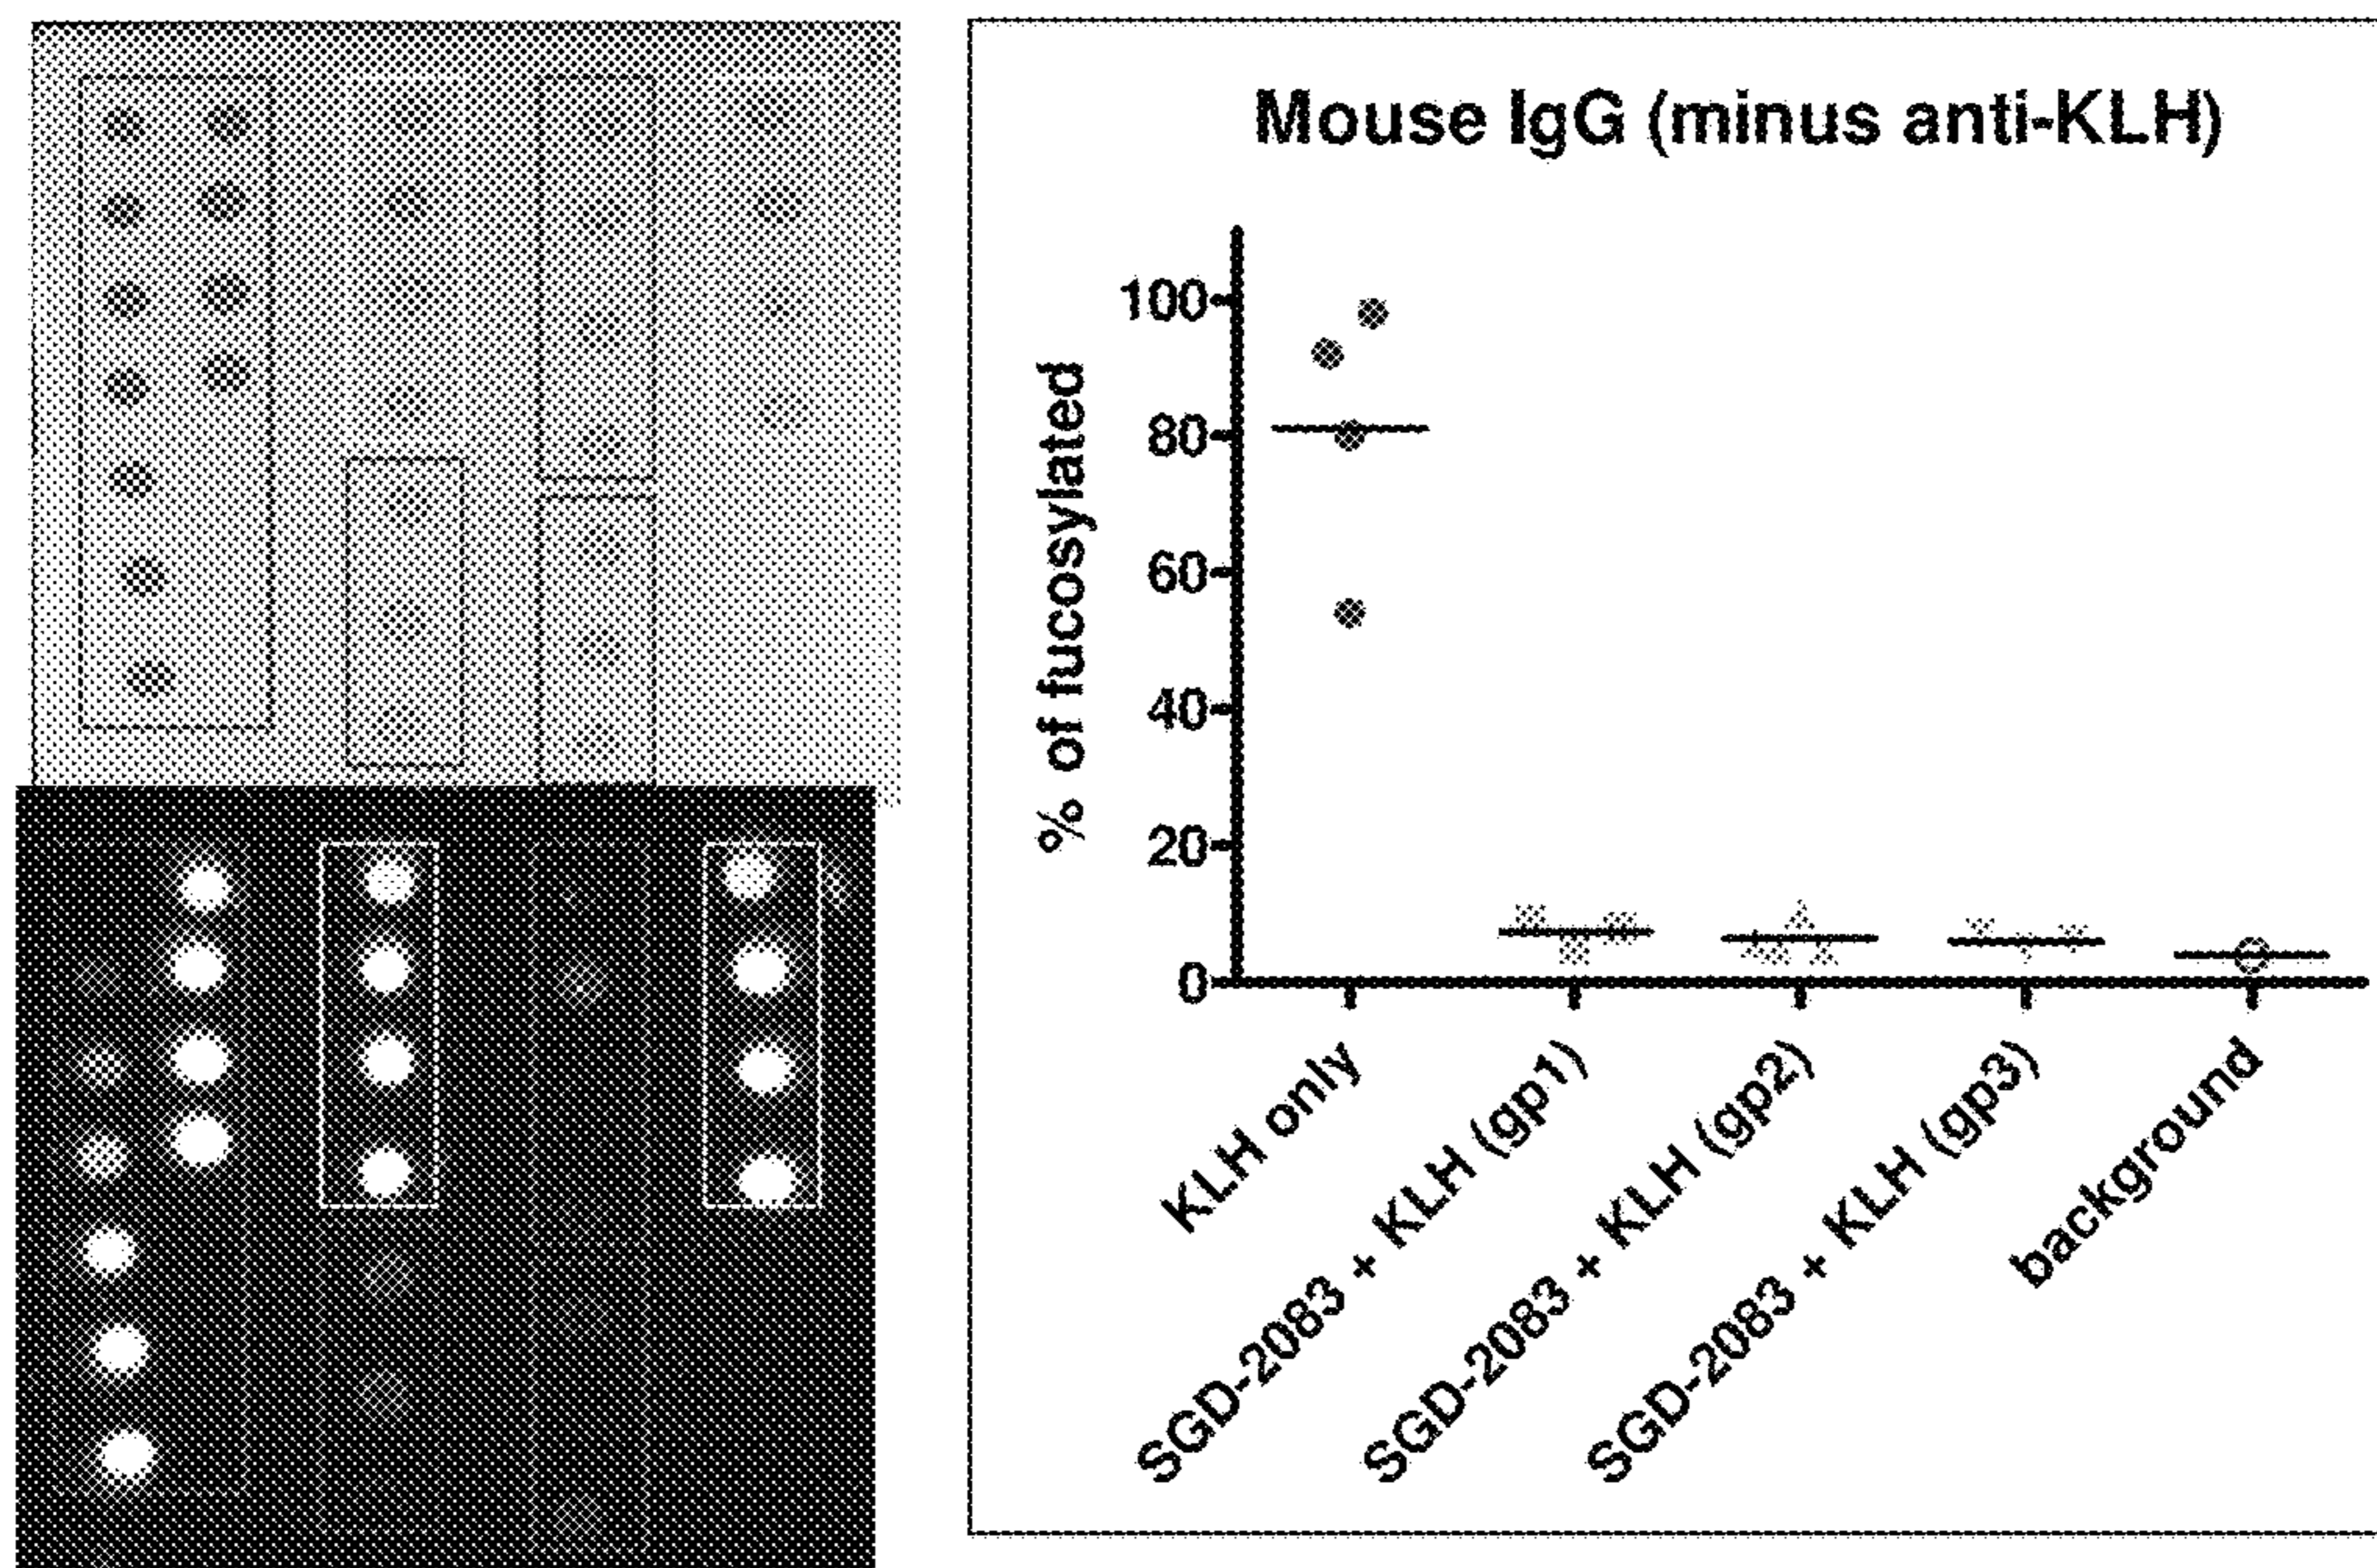 Mouse IgG (minus anti-KLH)
% of fucosylated
100
80
60
40
20
0
KLH only
SGD-2083 + KLH (gp1)
SGD-2083 + KLH (gp2)
SGD-2083 + KLH (gp3)
background